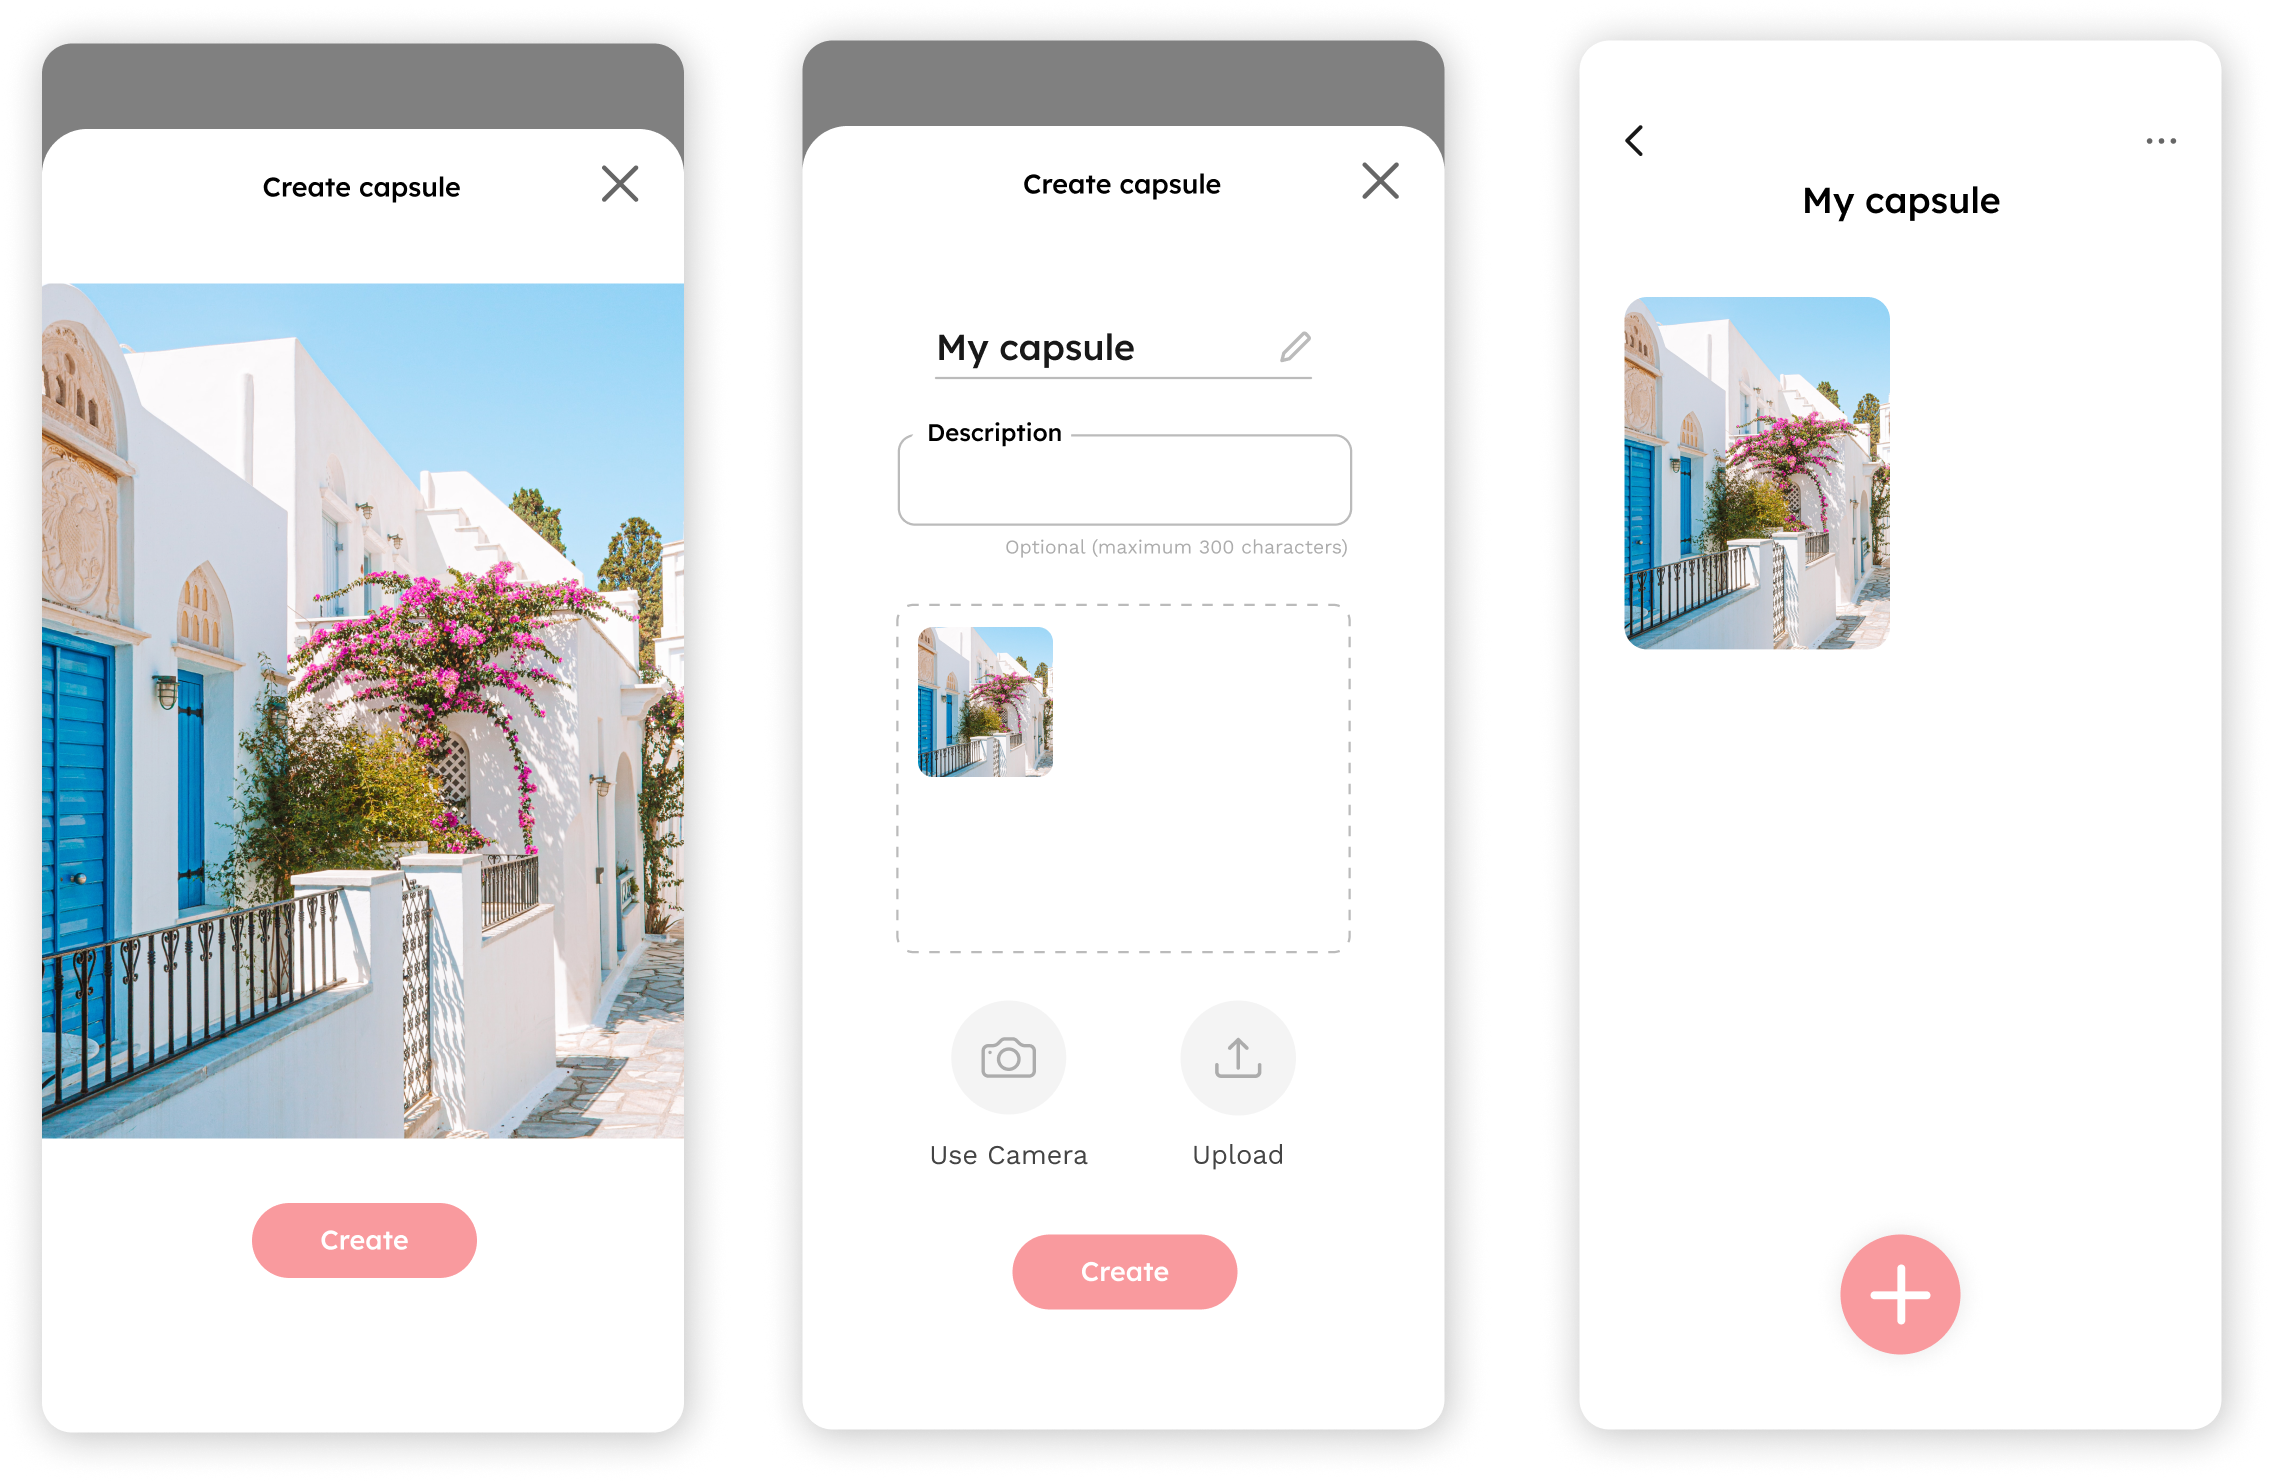 Create capsule
Create
Create capsule
My capsule
Description
Optional (maximum 300 characters)
Use Camera
Upload
Create
My capsule